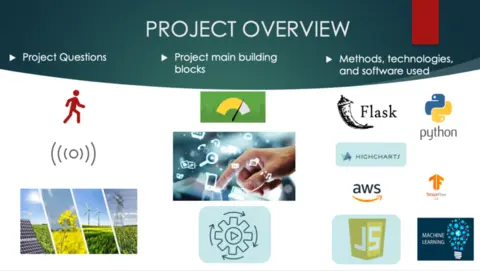 PROJECT OVERVIEW
Project Questions
Project main building
blocks
Methods, technologies,
and software used
Flask
python
HIGHCHARTS
aws
TensorFlow
JS
MACHINE
LEARNING